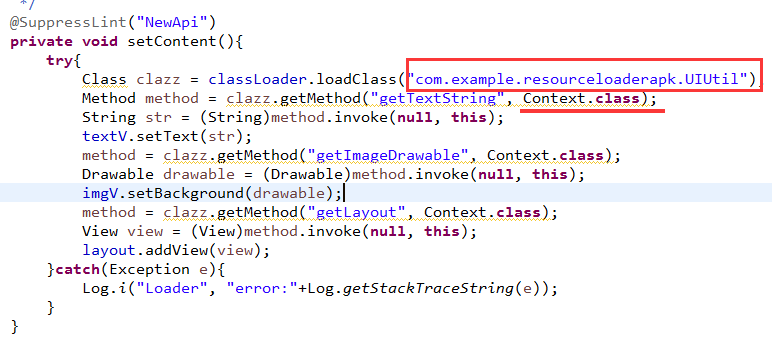 */
@SuppressLint("NewApi")
private void setContent(){
try{
Class clazz = classLoader.loadClass("com.example.resourceloaderapk.UIUtil")
Method method = clazz.getMethod("getTextString", Context.class);
String str = (String)method.invoke(null, this);
textV.setText(str);
method = clazz.getMethod("getImageDrawable", Context.class);
Drawable drawable = (Drawable)method.invoke(null, this);
imgV.setBackground(drawable);
method = clazz.getMethod("getLayout", Context.class);
View view = (View)method.invoke(null, this);
layout.addView(view);
}catch(Exception e){
Log.i("Loader", "error:"+Log.getStackTraceString(e));
}
}